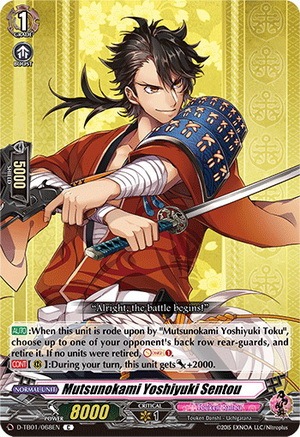 1
GRADE
BOOST
5000
SHIELD
"Alright, the battle begins!"
AUTO :When this unit is rode upon by "Mutsunokami Yoshiyuki Toku",
choose up to one of your opponent's back row rear-guards, and
retire it. If no units were retired,
CONT :During your turn, this unit gets +2000.
NORMAL UNIT
Mutsunokami Yoshiyuki Sentou
POWER 8000
CRITICAL 1
Touken Danshi - Uchigatana
D-TB01/068EN C
©2015 EXNOA LLC/Nitroplus